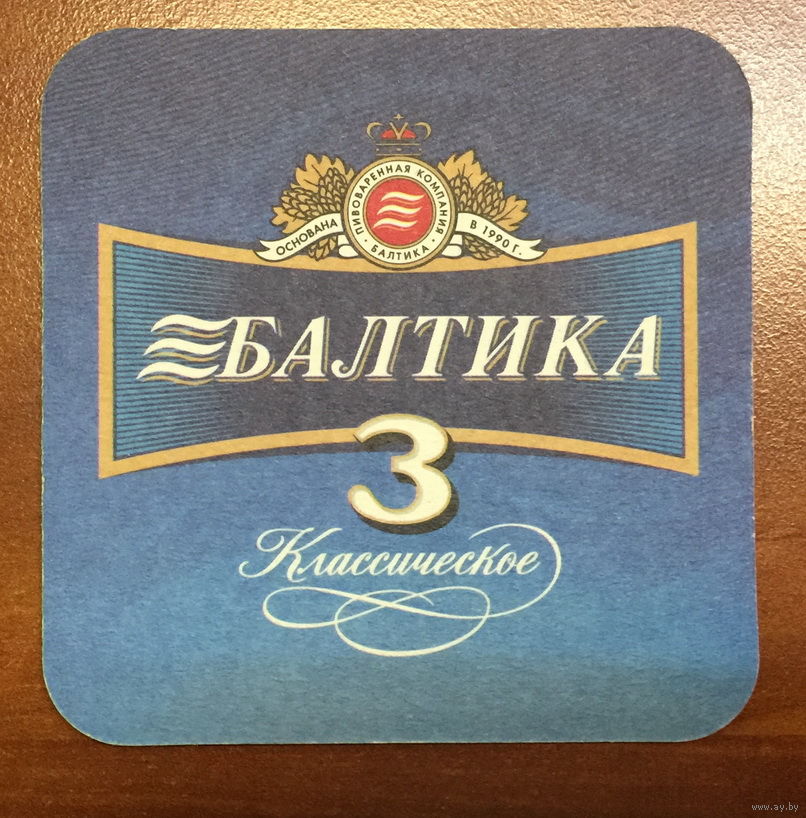 ПИВОВАРЕННАЯ КОМПАНИЯ
· БАЛТИКА ·
ОСНОВАНА В 1990 Г.
БАЛТИКА
3
Классическое
www.ay.by